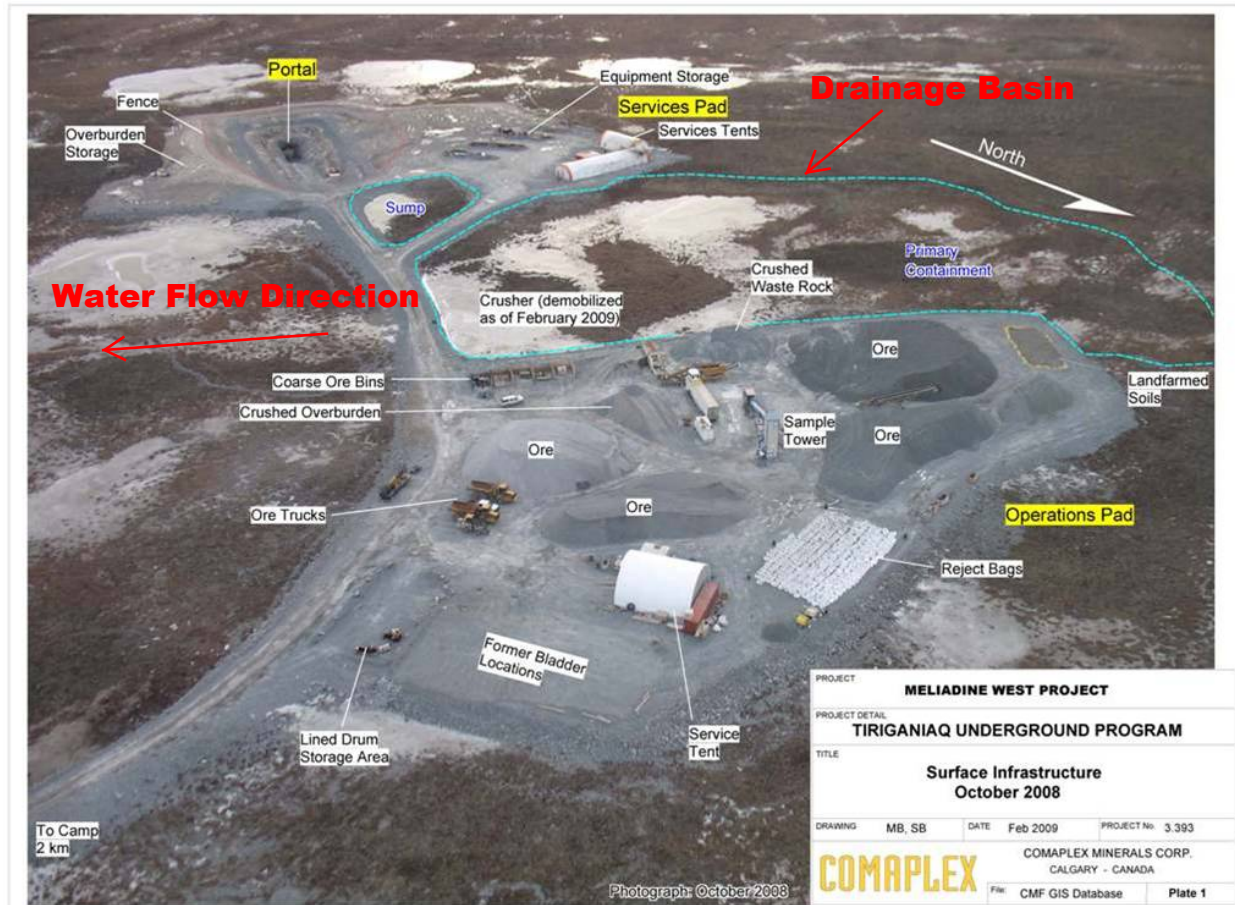 Portal
Equipment Storage
Drainage Basin
Fence
Services Pad
Overburden
Storage
Services Tents
North
Sump
Primary
Containment
Crushed
Waste Rock
Water Flow Direction
Crusher (demobilized
as of February 2009)
Ore
Coarse Ore Bins
Landfarmed
Soils
Crushed Overburden
Sample
Tower
Ore
Ore
Ore Trucks
Ore
Operations Pad
Reject Bags
Former Bladder
Locations
Lined Drum
Storage Area
Service
Tent
To Camp
2 km
Photograph: October 2008
PROJECT
MELIADINE WEST PROJECT
PROJECT DETAIL
TIRIGANIAQ UNDERGROUND PROGRAM
TITLE
Surface Infrastructure
October 2008
DRAWING MB, SB DATE Feb 2009 PROJECT No. 3.393
COMAPLEX
COMAPLEX MINERALS CORP.
CALGARY - CANADA
File: CMF GIS Database Plate 1